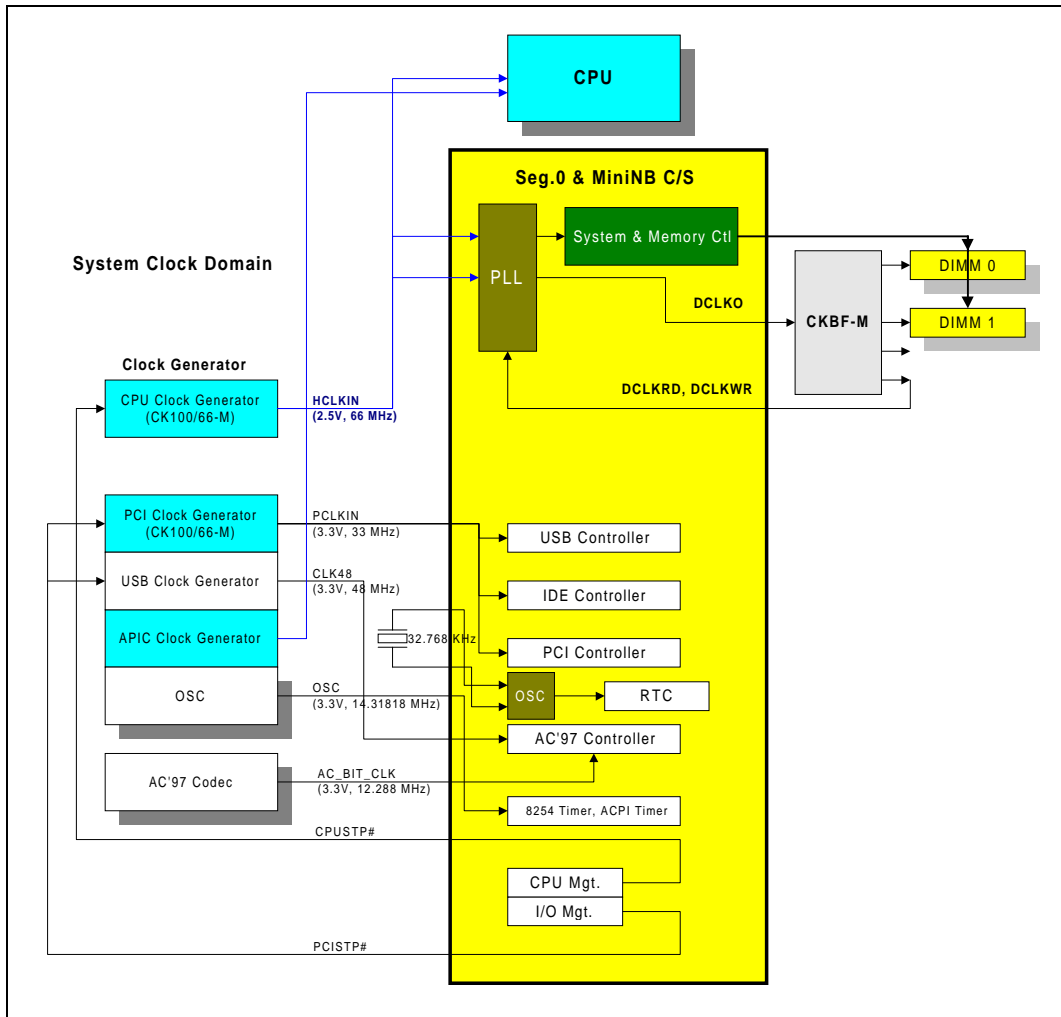 CPU
Seg.0 & MiniNB C/S
System & Memory Ctl
System Clock Domain
PLL
DIMM 0
DCLKO
CKBF-M
DIMM 1
Clock Generator
DCLKRD, DCLKWR
CPU Clock Generator
(CK100/66-M)
HCLKIN
(2.5V, 66 MHz)
PCI Clock Generator
(CK100/66-M)
PCLKIN
(3.3V, 33 MHz)
USB Controller
USB Clock Generator
CLK48
(3.3V, 48 MHz)
IDE Controller
APIC Clock Generator
32.768 KHz
PCI Controller
OSC
OSC
(3.3V, 14.31818 MHz)
OSC
RTC
AC'97 Controller
AC'97 Codec
AC_BIT_CLK
(3.3V, 12.288 MHz)
8254 Timer, ACPI Timer
CPUSTP#
CPU Mgt.
I/O Mgt.
PCISTP#